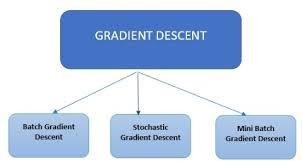 GRADIENT DESCENT
Batch Gradient
Descent
Stochastic
Gradient Descent
Mini Batch
Gradient Descent